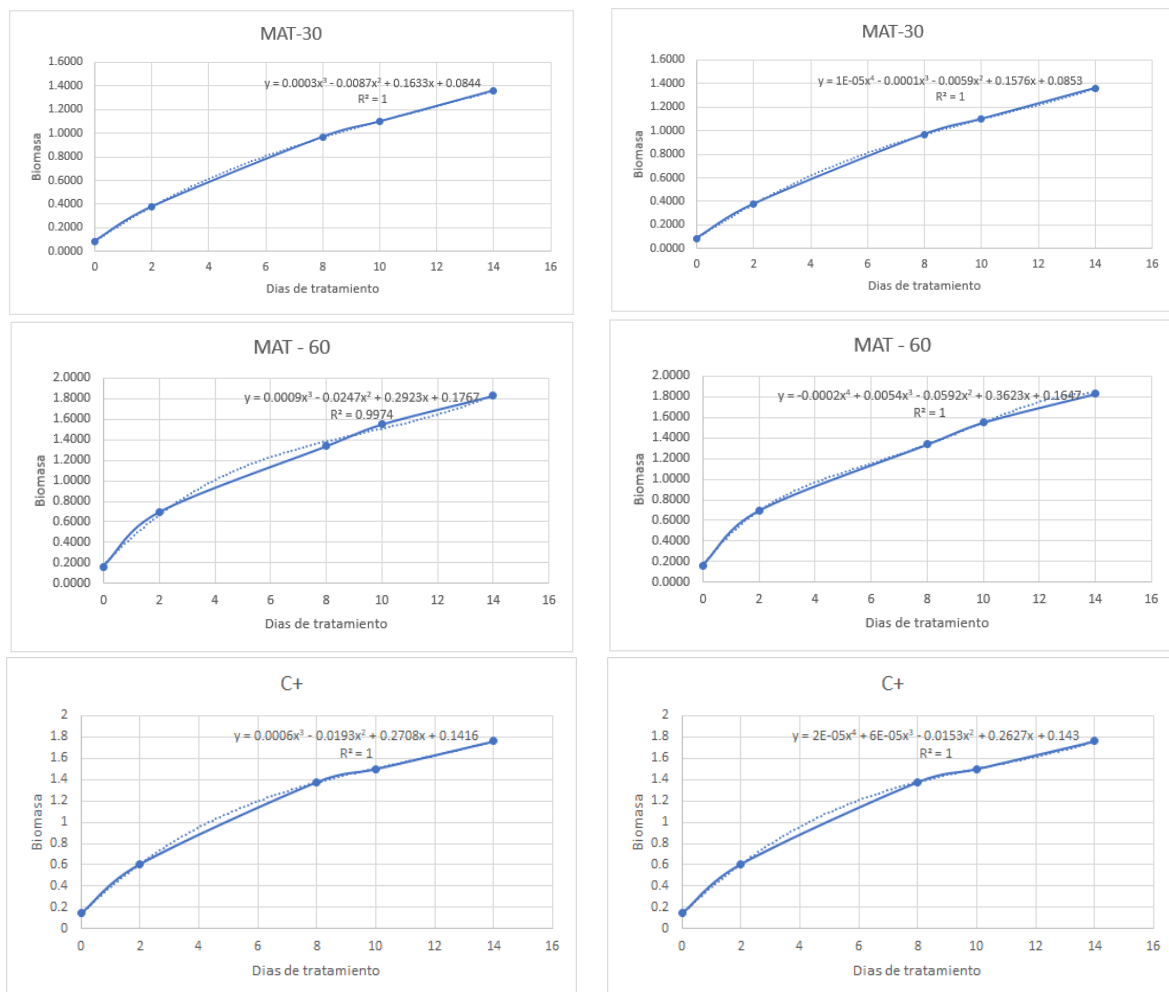 MAT-30
y = 0.0003x³ - 0.0087x² + 0.1633x + 0.0844
R² = 1
1.6000
1.4000
1.2000
1.0000
0.8000
0.6000
0.4000
0.2000
0.0000
Biomasa
0 2 4 6 8 10 12 14 16
Dias de tratamiento
MAT-30
y = 1E-05x⁴ - 0.0001x³ - 0.0059x² + 0.1576x + 0.0853
R² = 1
1.6000
1.4000
1.2000
1.0000
0.8000
0.6000
0.4000
0.2000
0.0000
Biomasa
0 2 4 6 8 10 12 14 16
Dias de tratamiento
MAT - 60
y = 0.0009x³ - 0.0247x² + 0.2923x + 0.1767
R² = 0.9974
2.0000
1.8000
1.6000
1.4000
1.2000
1.0000
0.8000
0.6000
0.4000
0.2000
0.0000
Biomasa
0 2 4 6 8 10 12 14 16
Dias de tratamiento
MAT - 60
y = -0.0002x⁴ + 0.0054x³ - 0.0592x² + 0.3623x + 0.1647
R² = 1
2.0000
1.8000
1.6000
1.4000
1.2000
1.0000
0.8000
0.6000
0.4000
0.2000
0.0000
Biomasa
0 2 4 6 8 10 12 14 16
Dias de tratamiento
C+
y = 0.0006x³ - 0.0193x² + 0.2708x + 0.1416
R² = 1
2
1.8
1.6
1.4
1.2
1
0.8
0.6
0.4
0.2
0
Biomasa
0 2 4 6 8 10 12 14 16
Dias de tratamiento
C+
y = 2E-05x⁴ + 6E-05x³ - 0.0153x² + 0.2627x + 0.143
R² = 1
2
1.8
1.6
1.4
1.2
1
0.8
0.6
0.4
0.2
0
Biomasa
0 2 4 6 8 10 12 14 16
Dias de tratamiento